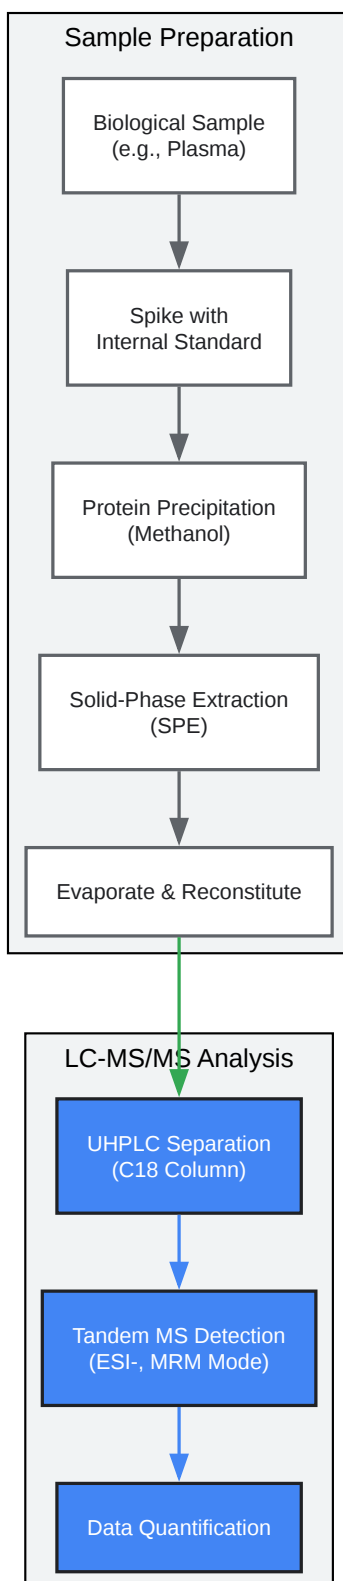 Sample Preparation
Biological Sample
(e.g., Plasma)
Spike with
Internal Standard
Protein Precipitation
(Methanol)
Solid-Phase Extraction
(SPE)
Evaporate & Reconstitute
LC-MS/MS Analysis
UHPLC Separation
(C18 Column)
Tandem MS Detection
(ESI-, MRM Mode)
Data Quantification